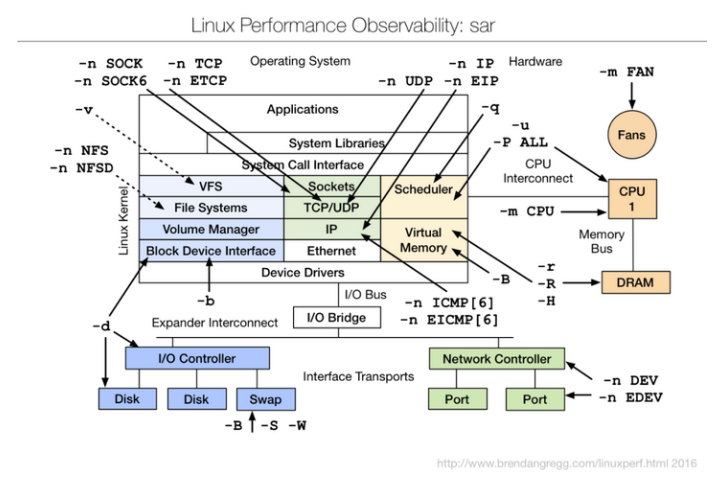 Linux Performance Observability: sar
-n SOCK -n TCP Operating System -n IP Hardware
-n SOCK6 -n ETCP -n UDP -n EIP
-m FAN
-v
Applications
-q
Fans
-u
-P ALL
System Libraries
-n NFS
-n NFSD
System Call Interface
CPU
Interconnect
VFS
Sockets
Scheduler
CPU
1
File Systems
TCP/UDP
-m CPU
Linux Kernel
Volume Manager
IP
Virtual
Memory
Memory
Bus
Block Device Interface
Ethernet
-r
-R
-H
DRAM
Device Drivers
-B
-b
I/O Bus
-n ICMP[6]
-n EICMP[6]
-d
Expander Interconnect
I/O Bridge
I/O Controller
Network Controller
Interface Transports
-n DEV
-n EDEV
Disk
Disk
Swap
Port
Port
-B -S -W
http://www.brendangregg.com/linuxperf.html 2016